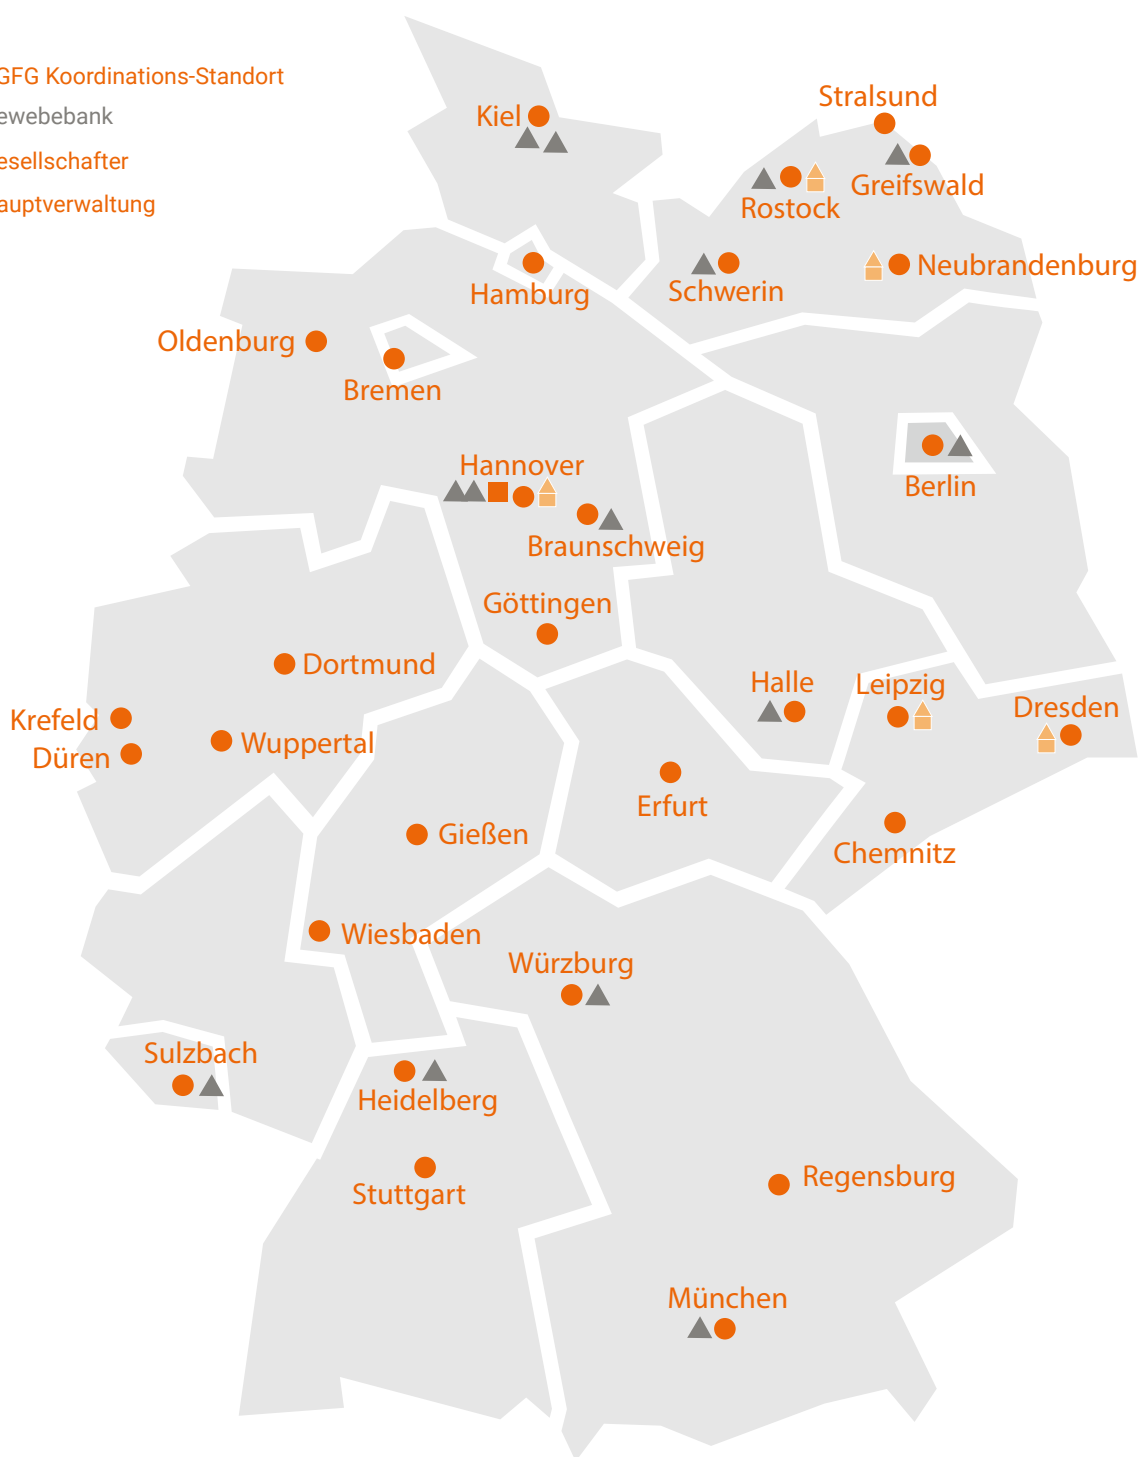 GFG Koordinations-Standort
ewebebank
esellschafter
auptverwaltung
Kiel
Stralsund
Greifswald
Rostock
Neubrandenburg
Schwerin
Hamburg
Oldenburg
Bremen
Berlin
Hannover
Braunschweig
Göttingen
Dortmund
Krefeld
Düren
Wuppertal
Halle
Leipzig
Dresden
Erfurt
Gießen
Chemnitz
Wiesbaden
Würzburg
Sulzbach
Heidelberg
Stuttgart
Regensburg
München